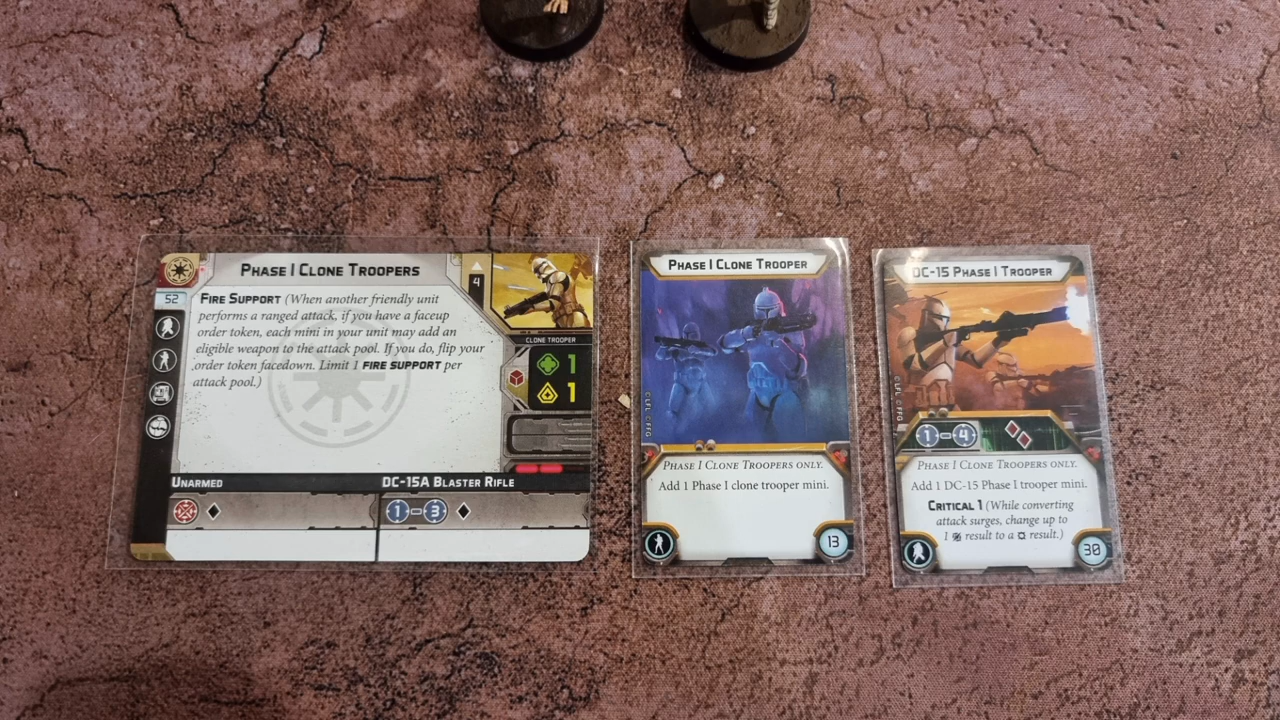 PHASE I CLONE TROOPERS
4
52
FIRE SUPPORT (When another friendly unit
performs a ranged attack, if you have a faceup
order token, each mini in your unit may add an
eligible weapon to the attack pool. If you do, flip your
order token facedown. Limit 1 FIRE SUPPORT per
attack pool.)
CLONE TROOPER
1
1
UNARMED
DC-15A BLASTER RIFLE
1-3
PHASE I CLONE TROOPER
©LFL ©FFG
PHASE I CLONE TROOPERS ONLY.
Add 1 Phase I clone trooper mini.
13
DC-15 PHASE I TROOPER
©LFL ©FFG
1-4
PHASE I CLONE TROOPERS ONLY.
Add 1 DC-15 Phase I trooper mini.
CRITICAL 1 (While converting
attack surges, change up to
1 result to a result.)
30